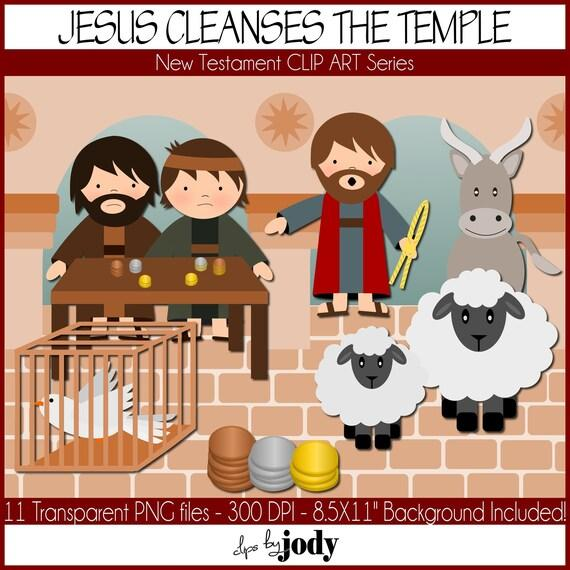 JESUS CLEANSES THE TEMPLE
New Testament CLIP ART Series
11 Transparent PNG files - 300 DPI - 8.5X11" Background Included!
clips by jody